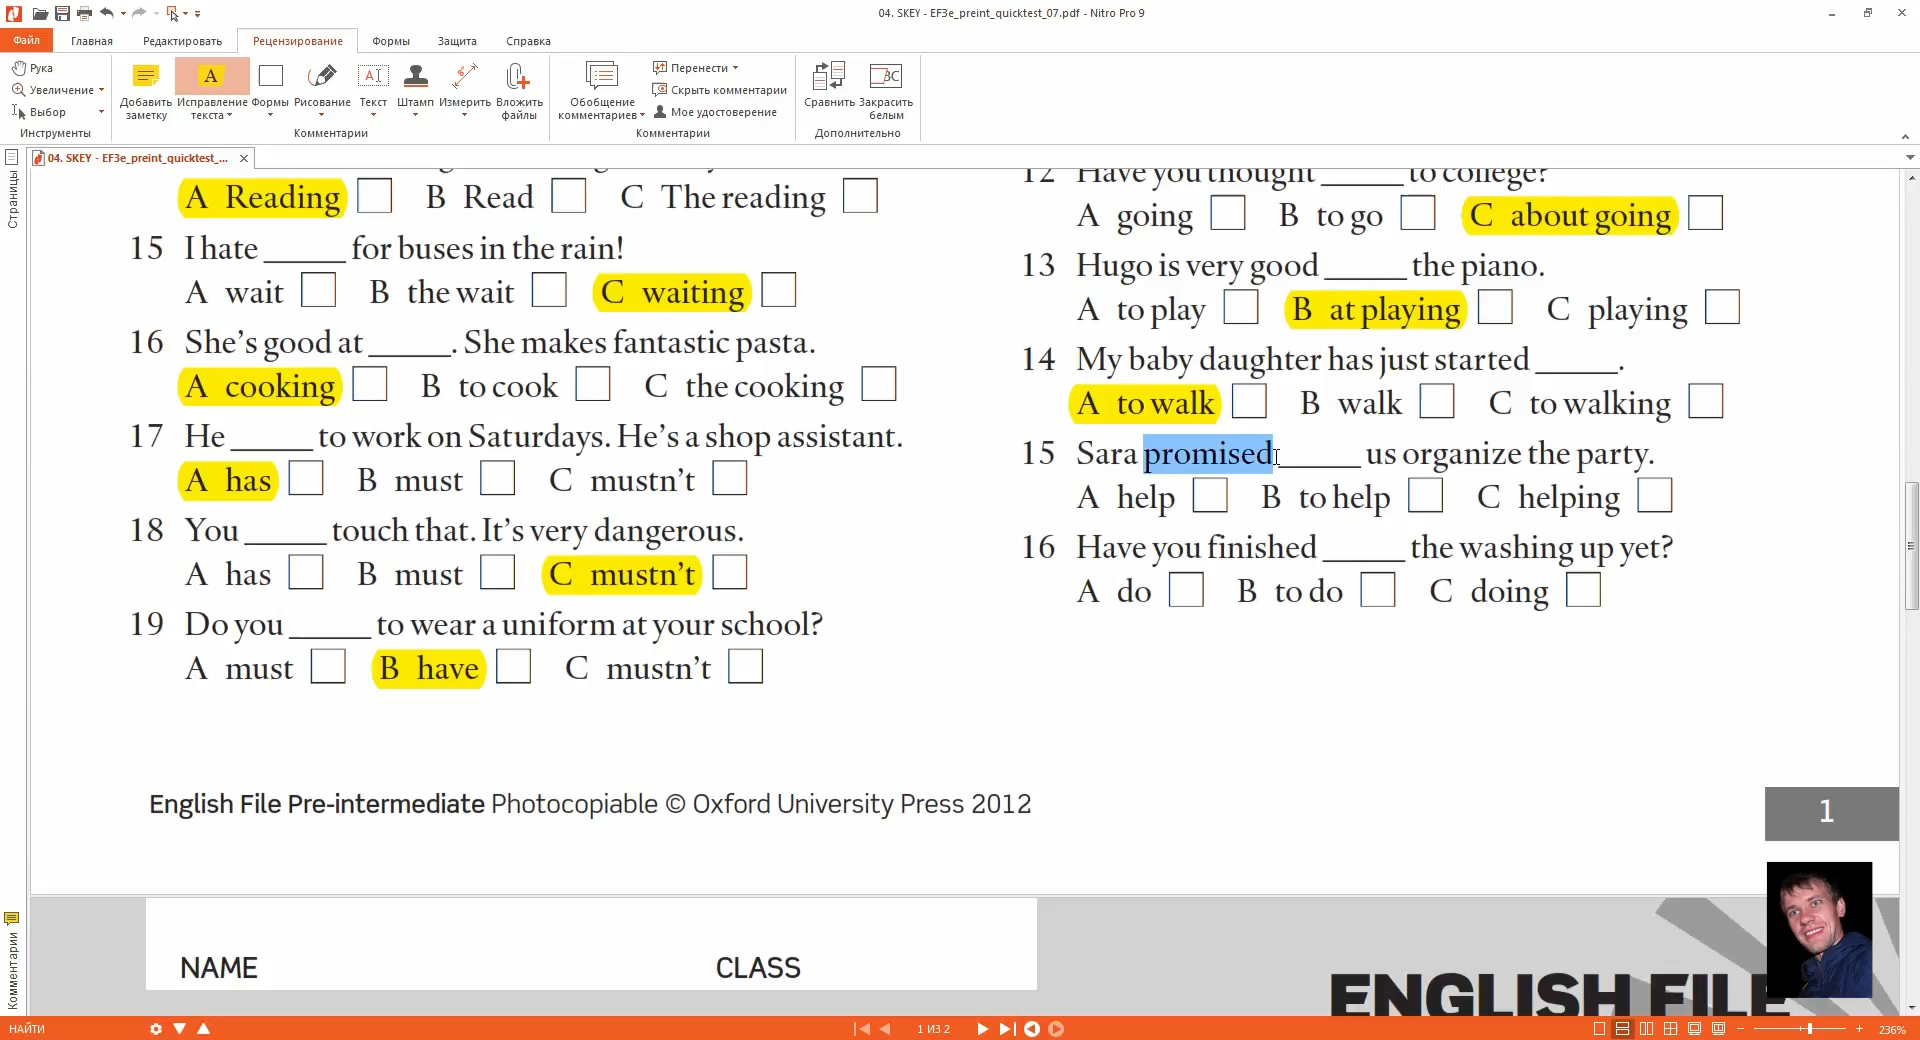 04. SKEY - EF3e_preint_quicktest_07.pdf - Nitro Pro 9
Файл
Главная
Редактировать
Рецензирование
Формы
Защита
Справка
Рука
Увеличение
Выбор
Инструменты
Добавить заметку
Исправление текста
Формы
Рисование
Текст
Штамп
Измерить
Вложить файлы
Комментарии
Обобщение комментариев
Перенести
Скрыть комментарии
Мое удостоверение
Комментарии
Сравнить
Закрасить белым
Дополнительно
04. SKEY - EF3e_preint_quicktest_...
Страницы
Комментарии
A Reading B Read C The reading
15 I hate _____ for buses in the rain!
A wait B the wait C waiting
16 She's good at _____. She makes fantastic pasta.
A cooking B to cook C the cooking
17 He _____ to work on Saturdays. He's a shop assistant.
A has B must C mustn't
18 You _____ touch that. It's very dangerous.
A has B must C mustn't
19 Do you _____ to wear a uniform at your school?
A must B have C mustn't
12 Have you thought _____ to college?
A going B to go C about going
13 Hugo is very good _____ the piano.
A to play B at playing C playing
14 My baby daughter has just started _____.
A to walk B walk C to walking
15 Sara promised _____ us organize the party.
A help B to help C helping
16 Have you finished _____ the washing up yet?
A do B to do C doing
English File Pre-intermediate Photocopiable © Oxford University Press 2012
1
NAME CLASS
ENGLISH FILE
НАЙТИ
1 ИЗ 2
236%